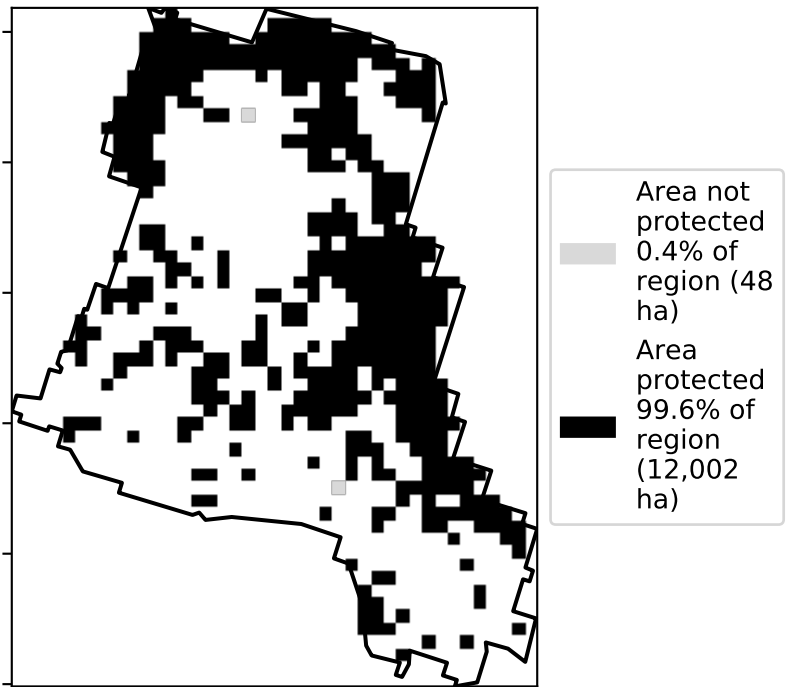 Area not
protected
0.4% of
region (48
ha)
Area
protected
99.6% of
region
(12,002
ha)